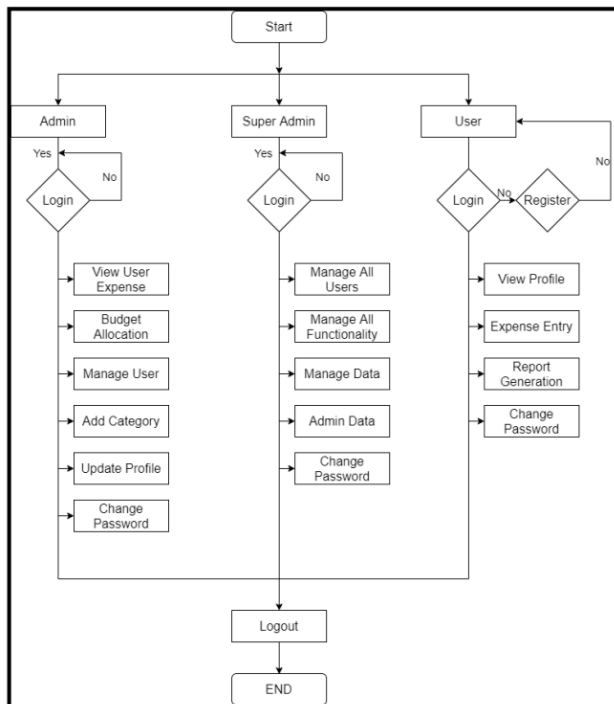 Start
Admin
Super Admin
User
Yes
No
Yes
No
Login
Login
Login
No
Register
No
View User
Expense
Budget
Allocation
Manage User
Add Category
Update Profile
Change
Password
Manage All
Users
Manage All
Functionality
Manage Data
Admin Data
Change
Password
View Profile
Expense Entry
Report
Generation
Change
Password
Logout
END